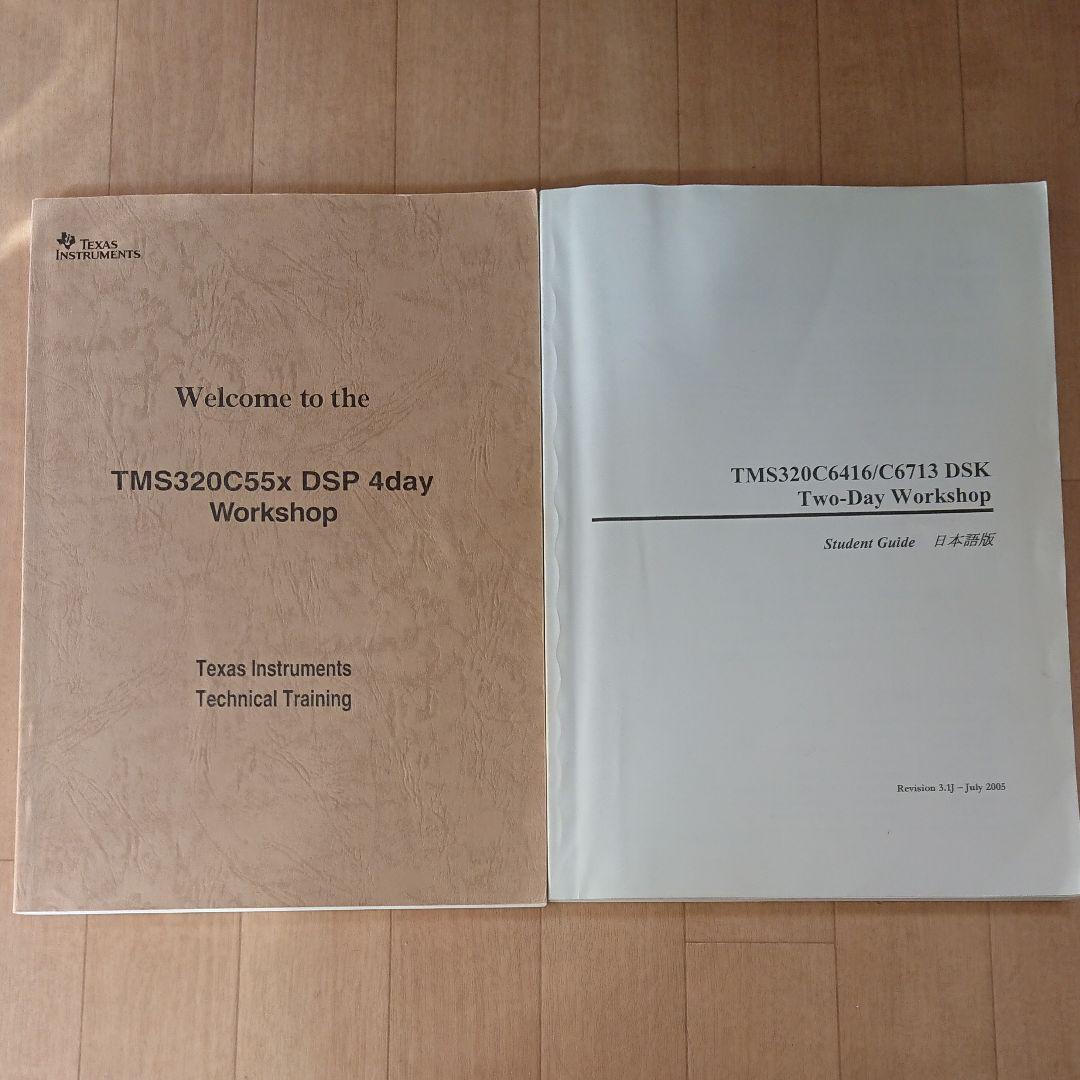 TEXAS
INSTRUMENTS
Welcome to the
TMS320C55x DSP 4day
Workshop
Texas Instruments
Technical Training
TMS320C6416/C6713 DSK
Two-Day Workshop
Student Guide 日本語版
Revision 3.1J – July 2005